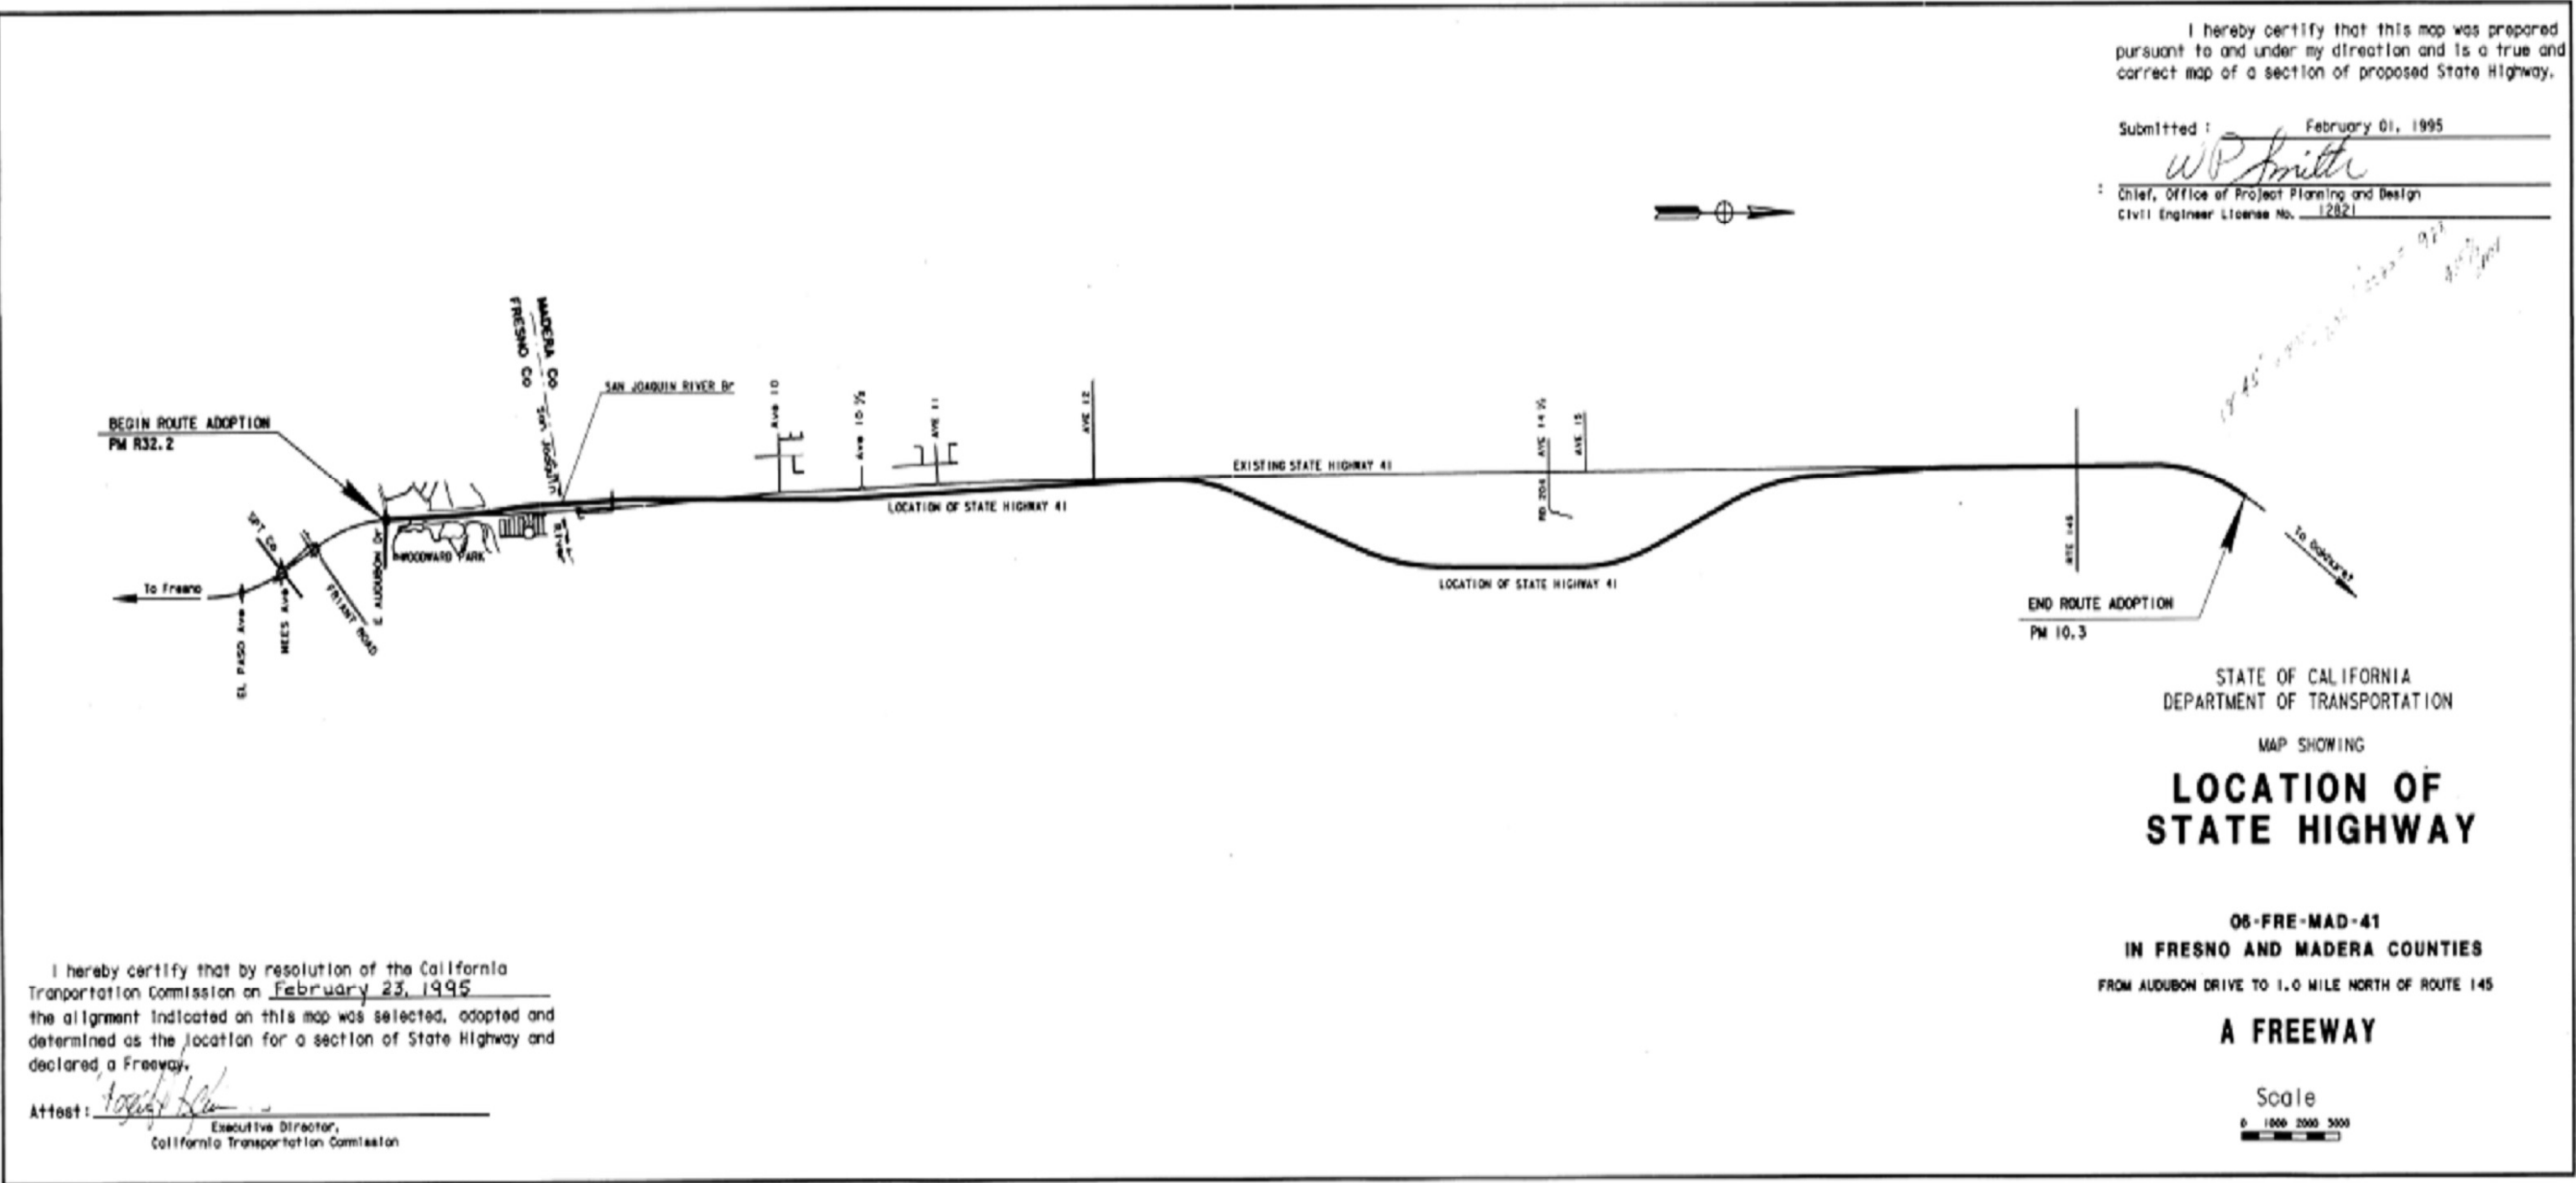 I hereby certify that this map was prepared
pursuant to and under my direction and is a true and
correct map of a section of proposed State Highway.
Submitted : February 01, 1995
W P Smith
Chief, Office of Project Planning and Design
Civil Engineer License No. 12821
MADERA CO
FRESNO CO
San Joaquin
River
SAN JOAQUIN RIVER Br
BEGIN ROUTE ADOPTION
PM R32.2
Ave 10
Ave 10 ½
AVE 11
AVE 12
EXISTING STATE HIGHWAY 41
AVE 14 ½
RD 204
AVE 15
LOCATION OF STATE HIGHWAY 41
LOCATION OF STATE HIGHWAY 41
RTE 145
To Oakhurst
END ROUTE ADOPTION
PM 10.3
SPT Co
WOODWARD PARK
E AUDUBON Dr
FRIANT ROAD
To Fresno
NEES Ave
EL PASO Ave
STATE OF CALIFORNIA
DEPARTMENT OF TRANSPORTATION
MAP SHOWING
LOCATION OF
STATE HIGHWAY
06-FRE-MAD-41
IN FRESNO AND MADERA COUNTIES
FROM AUDUBON DRIVE TO 1.0 MILE NORTH OF ROUTE 145
A FREEWAY
Scale
0 1000 2000 3000
I hereby certify that by resolution of the California
Tranportation Commission on February 23, 1995
the alignment indicated on this map was selected, adopted and
determined as the location for a section of State Highway and
declared a Freeway.
Attest:
Executive Director,
California Transportation Commission